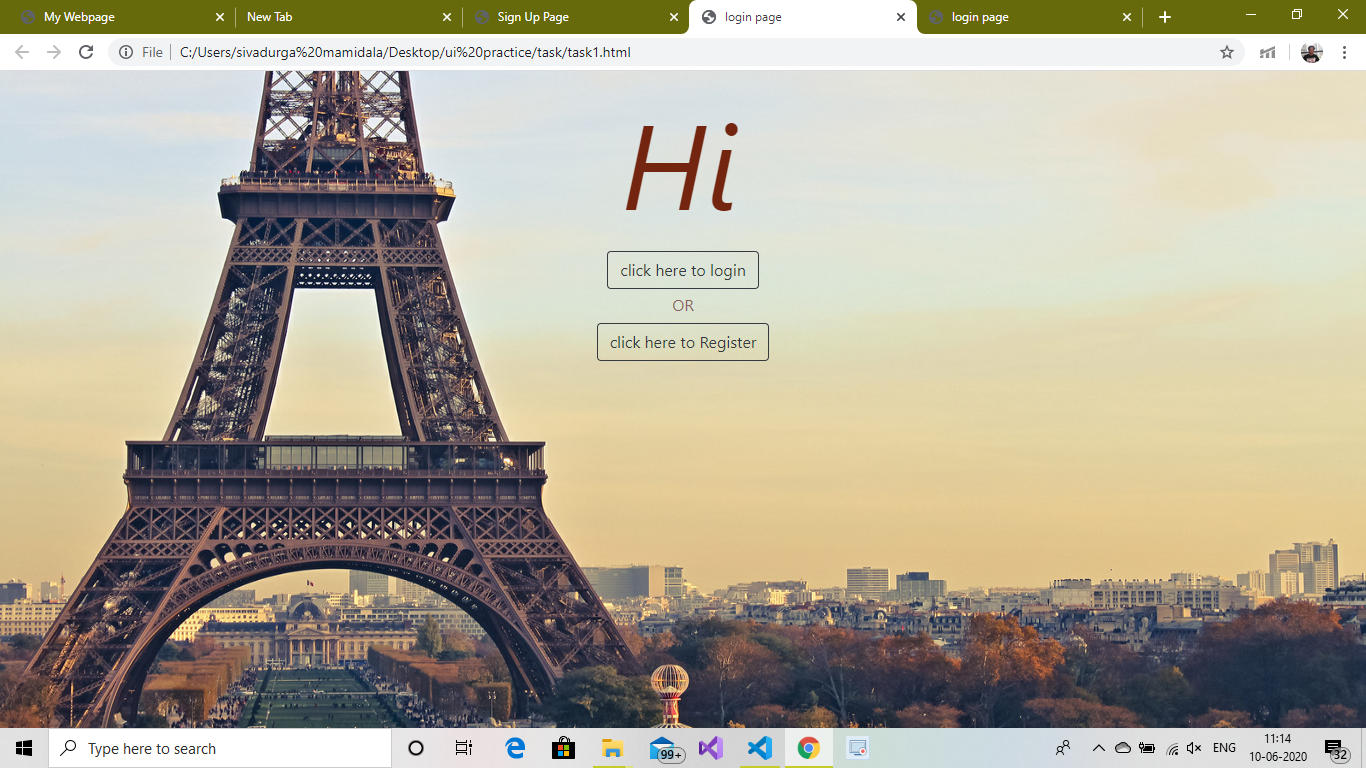 My Webpage
New Tab
Sign Up Page
login page
login page
File
C:/Users/sivadurga%20mamidala/Desktop/ui%20practice/task/task1.html
Hi
click here to login
OR
click here to Register
Type here to search
99+
ENG
11:14
10-06-2020
32